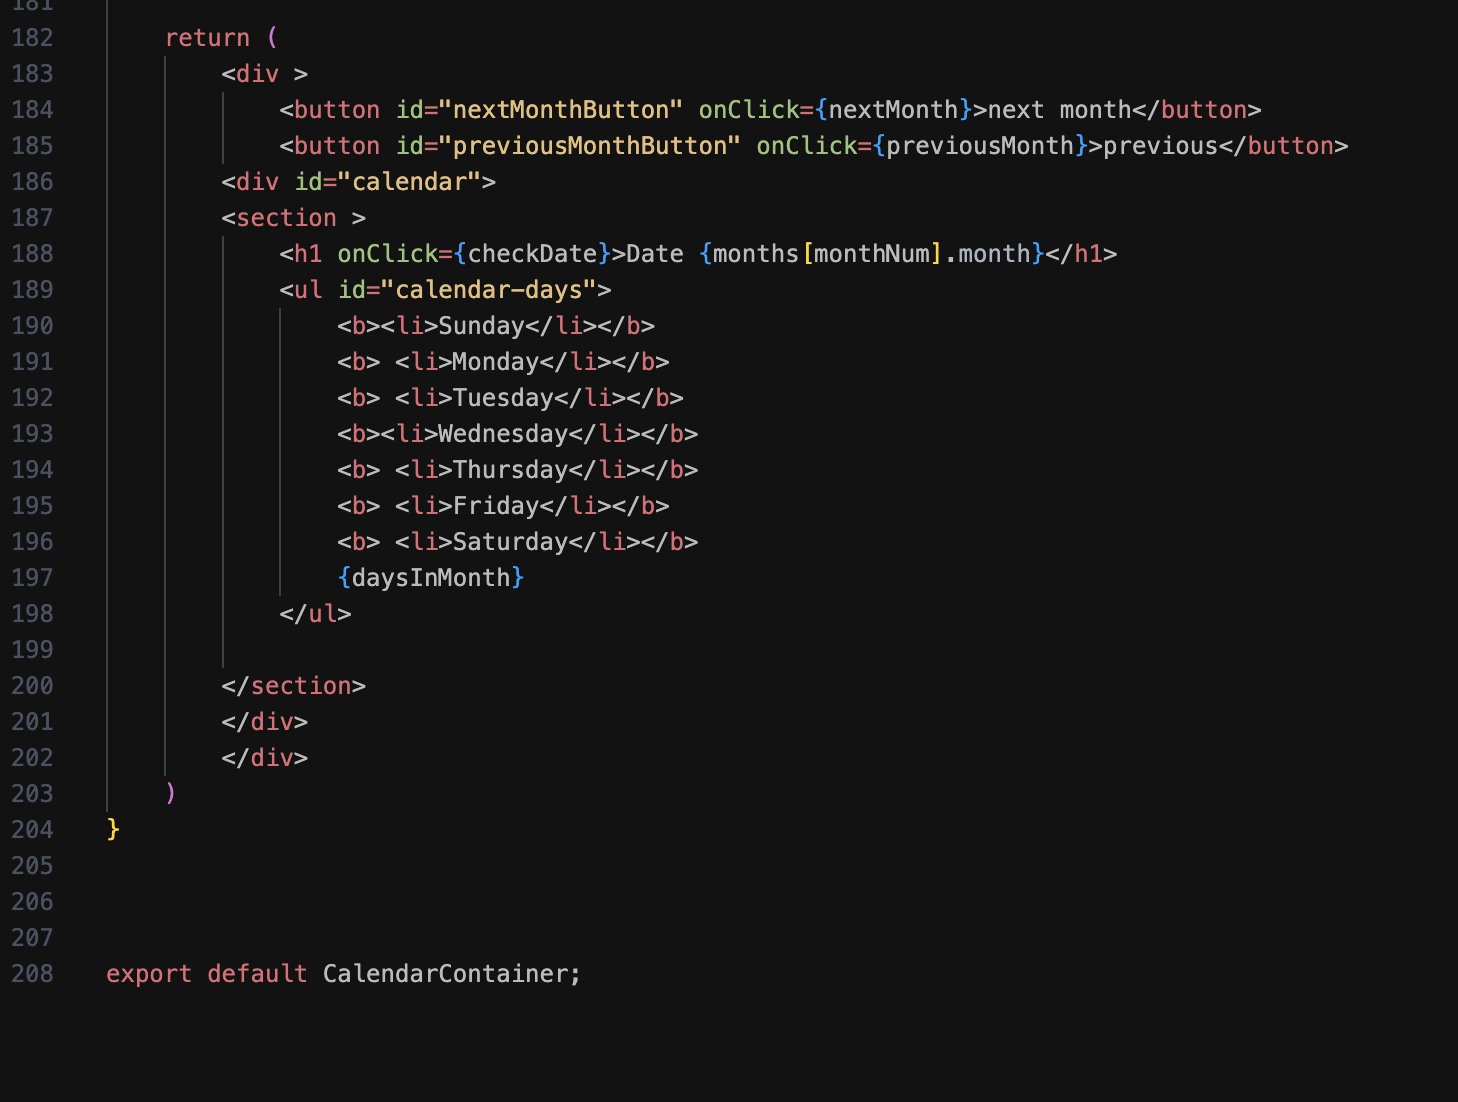 181
182 return (
183 <div >
184 <button id="nextMonthButton" onClick={nextMonth}>next month</button>
185 <button id="previousMonthButton" onClick={previousMonth}>previous</button>
186 <div id="calendar">
187 <section >
188 <h1 onClick={checkDate}>Date {months[monthNum].month}</h1>
189 <ul id="calendar-days">
190 <b><li>Sunday</li></b>
191 <b> <li>Monday</li></b>
192 <b> <li>Tuesday</li></b>
193 <b><li>Wednesday</li></b>
194 <b> <li>Thursday</li></b>
195 <b> <li>Friday</li></b>
196 <b> <li>Saturday</li></b>
197 {daysInMonth}
198 </ul>
199
200 </section>
201 </div>
202 </div>
203 )
204 }
205
206
207
208 export default CalendarContainer;